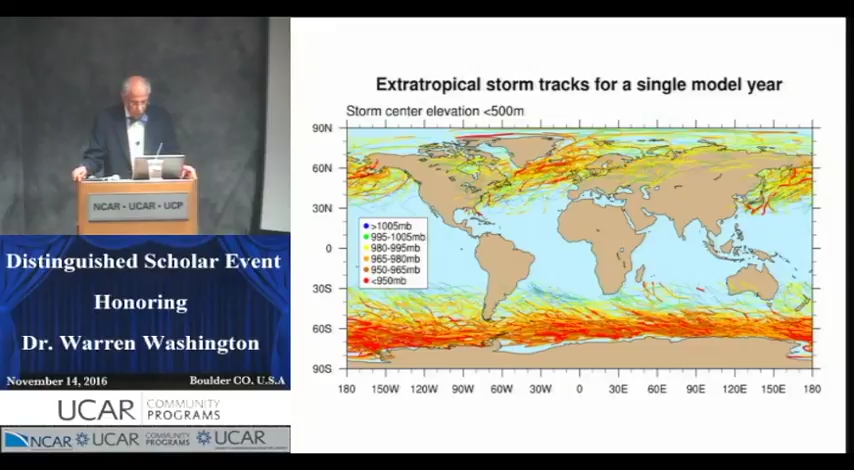 NCAR - UCAR - UCP
Distinguished Scholar Event
Honoring
Dr. Warren Washington
November 14, 2016 Boulder CO. U.S.A
UCAR COMMUNITY
PROGRAMS
NCAR UCAR COMMUNITY PROGRAMS UCAR
Extratropical storm tracks for a single model year
Storm center elevation <500m
90N
60N
30N
0
30S
60S
90S
>1005mb
995-1005mb
980-995mb
965-980mb
950-965mb
<950mb
180 150W 120W 90W 60W 30W 0 30E 60E 90E 120E 150E 180